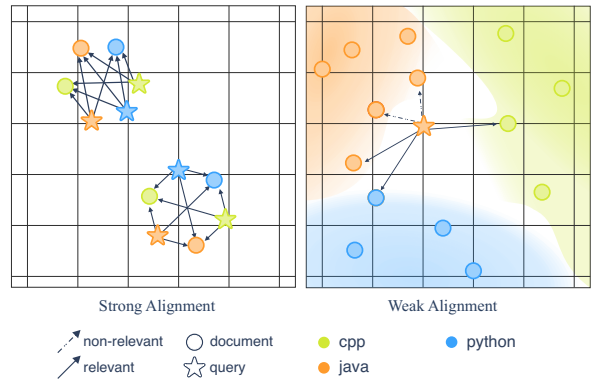 Strong Alignment
Weak Alignment
non-relevant
document
cpp
python
relevant
query
java